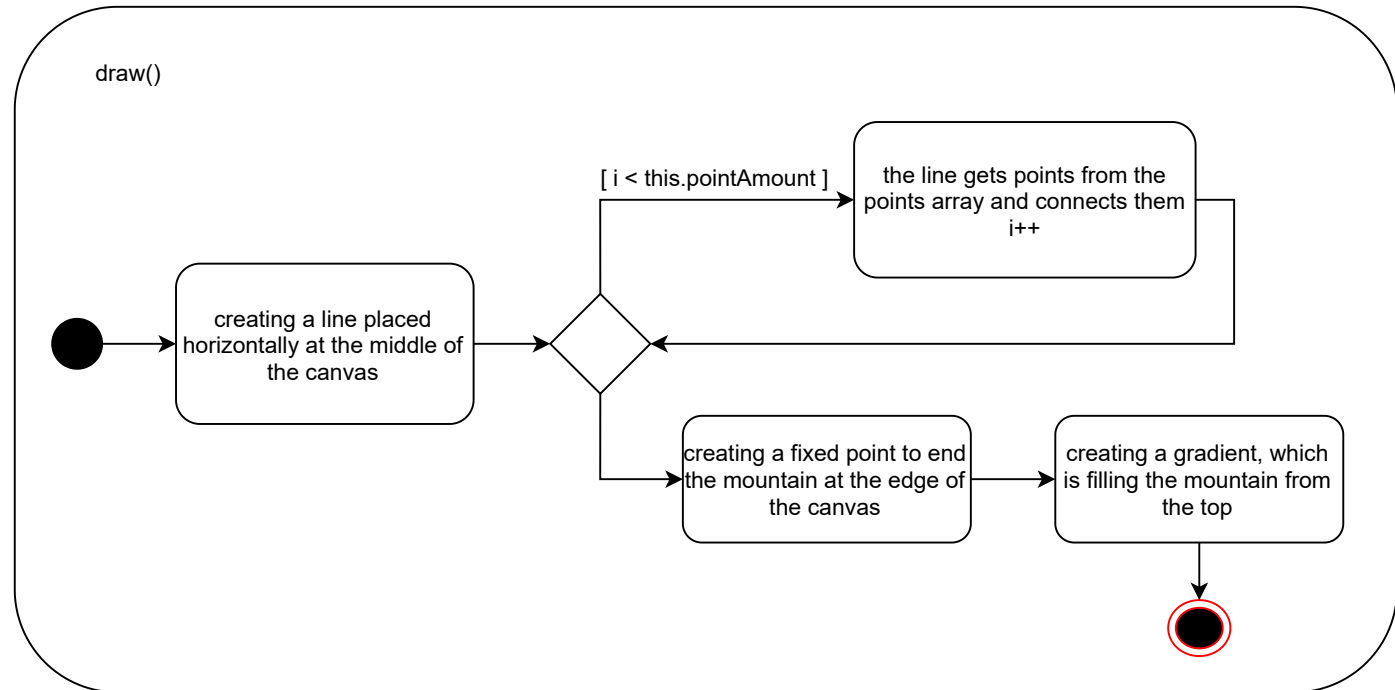 draw()
[ i < this.pointAmount ]
the line gets points from the
points array and connects them
i++
creating a line placed
horizontally at the middle of
the canvas
creating a fixed point to end
the mountain at the edge of
the canvas
creating a gradient, which
is filling the mountain from
the top